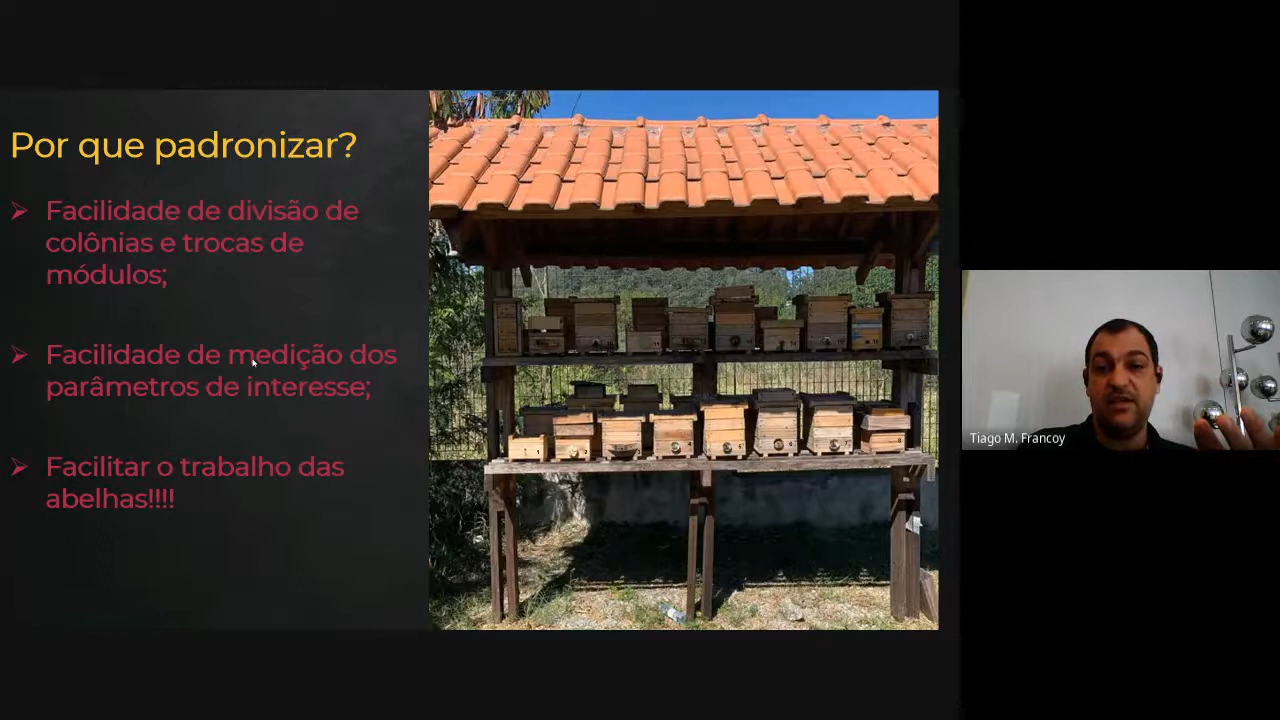 Por que padronizar?
Facilidade de divisão de
colônias e trocas de
módulos;
Facilidade de medição dos
parâmetros de interesse;
Facilitar o trabalho das
abelhas!!!!
Tiago M. Francoy